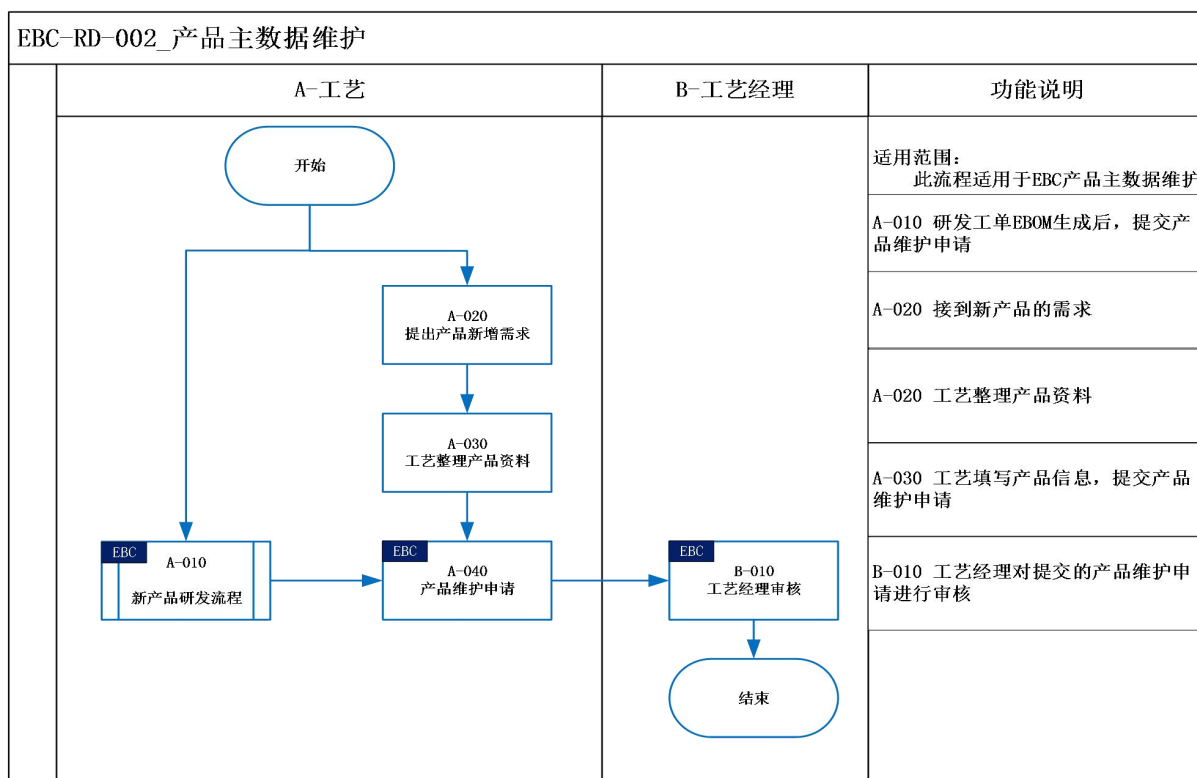 EBC-RD-002_产品主数据维护
A-工艺
B-工艺经理
功能说明
开始
A-020
提出产品新增需求
A-030
工艺整理产品资料
EBC
A-010
新产品研发流程
EBC
A-040
产品维护申请
EBC
B-010
工艺经理审核
结束
适用范围:
此流程适用于EBC产品主数据维护
A-010 研发工单EBOM生成后，提交产
品维护申请
A-020 接到新产品的需求
A-020 工艺整理产品资料
A-030 工艺填写产品信息，提交产品
维护申请
B-010 工艺经理对提交的产品维护申
请进行审核